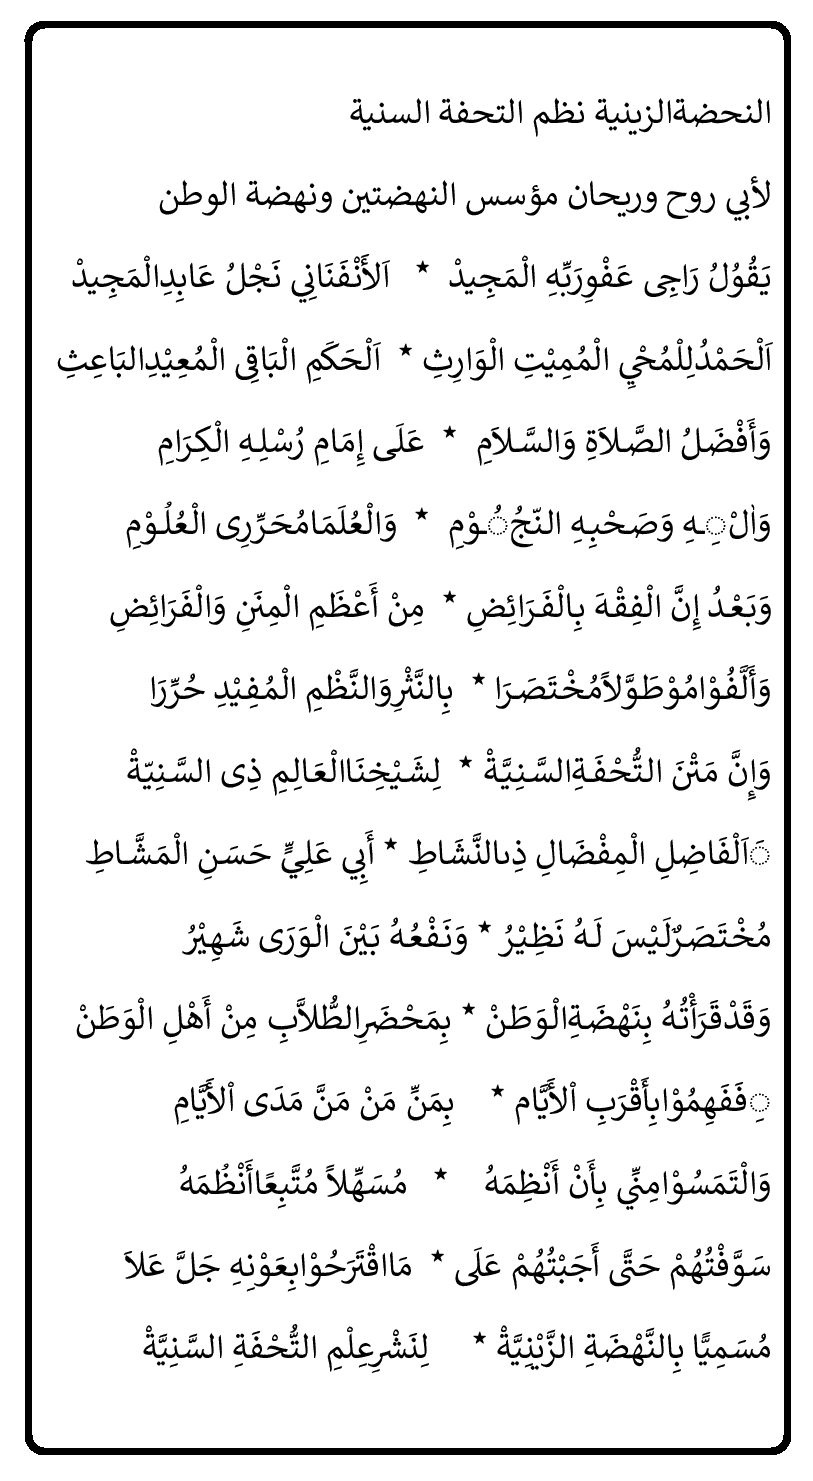 النحضةالزينية نظم التحفة السنية
لأبي روح وريحان مؤسس النهضتين ونهضة الوطن
يَقُوْلُ رَاجِى عَفْوِرَبِّهِ الْمَجِيدْ * اَلأَنْفَنَانِي نَجْلُ عَابِدِالْمَجِيدْ
اَلْحَمْدُلِلْمُحْيِ الْمُمِيْتِ الْوَارِثِ * اَلْحَكَمِ الْبَاقِى الْمُعِيْدِالبَاعِثِ
وَأَفْضَلُ الصَّلاَةِ وَالسَّلاَمِ * عَلَى إِمَامِ رُسْلِهِ الْكِرَامِ
وَاٰلْـِهِ وَصَحْبِهِ النّجُـُوْمِ * وَالْعُلَمَامُحَرِّرِى الْعُلُوْمِ
وَبَعْدُ إِنَّ الْفِقْهَ بِالْفَرَائِضِ * مِنْ أَعْظَمِ الْمِنَنِ وَالْفَرَائِضِ
وَأَلَّفُوْامُوْطَوَّلاًمُخْتَصَرَا * بِالنَّثْرِوَالنَّظْمِ الْمُفِيْدِ حُرِّرَا
وَإِنَّ مَتْنَ التُّحْفَةِالسَّنِيَّةْ * لِشَيْخِنَاالْعَالِمِ ذِى السَّنِيّةْ
َاَلْفَاضِلِ الْمِفْضَالِ ذِىالنَّشَاطِ * أَبِي عَلِيٍّ حَسَنِ الْمَشَّاطِ
مُخْتَصَرٌلَيْسَ لَهُ نَظِيْرُ * وَنَفْعُهُ بَيْنَ الْوَرَى شَهِيْرُ
وَقَدْقَرَأْتُهُ بِنَهْضَةِالْوَطَنْ * بِمَحْضَرِالطُّلاَّبِ مِنْ أَهْلِ الْوَطَنْ
ِفَفَهِمُوْابِأَقْرَبِ ٱلأَيَّام * بِمَنِّ مَنْ مَنَّ مَدَى ٱلأَيَّامِ
وَالْتَمَسُوْامِنِّي بِأَنْ أَنْظِمَهُ * مُسَهِّلاً مُتَّبِعًاأَنْظُمَهُ
سَوَّفْتُهُمْ حَتَّى أَجَبْتُهُمْ عَلَى * مَااقْتَرَحُوْابِعَوْنِهِ جَلَّ عَلاَ
مُسَمِيًّا بِالنَّهْضَةِ الزَّيْنِيَّةْ * لِنَشْرِعِلْمِ التُّحْفَةِ السَّنِيَّةْ